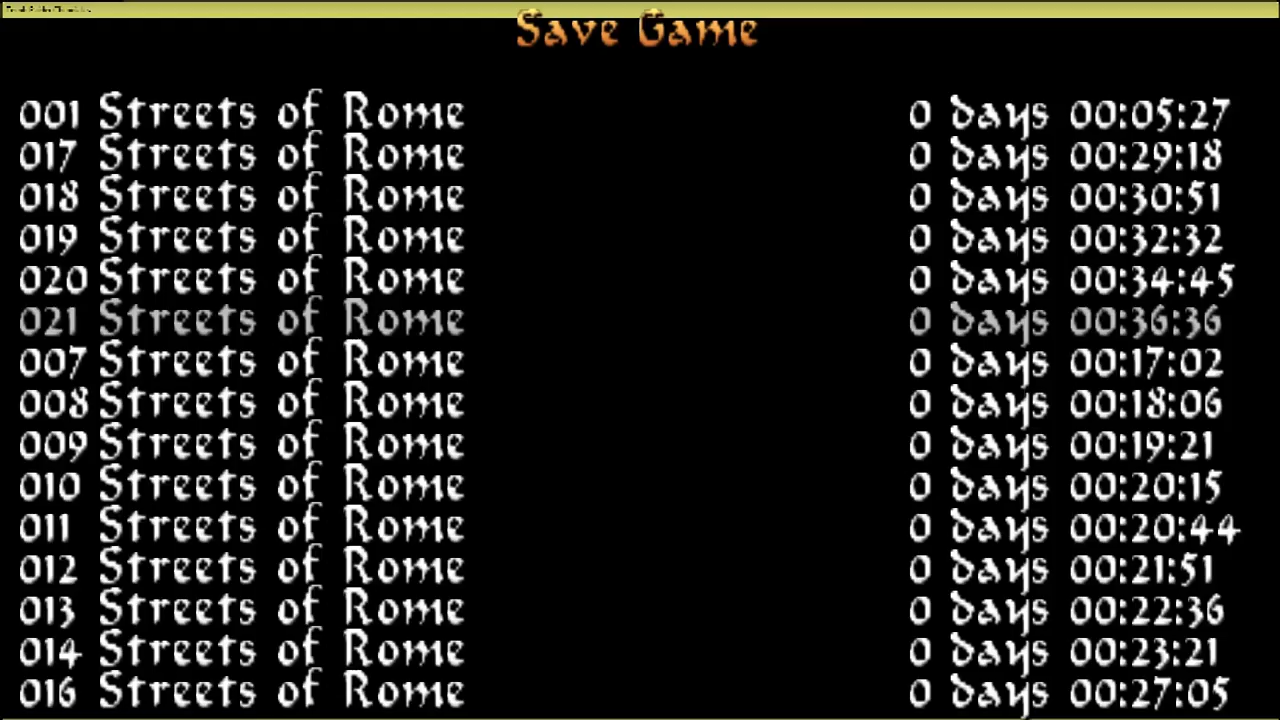 Save Game
001 Streets of Rome 0 days 00:05:27
017 Streets of Rome 0 days 00:29:18
018 Streets of Rome 0 days 00:30:51
019 Streets of Rome 0 days 00:32:32
020 Streets of Rome 0 days 00:34:45
021 Streets of Rome 0 days 00:36:36
007 Streets of Rome 0 days 00:17:02
008 Streets of Rome 0 days 00:18:06
009 Streets of Rome 0 days 00:19:21
010 Streets of Rome 0 days 00:20:15
011 Streets of Rome 0 days 00:20:44
012 Streets of Rome 0 days 00:21:51
013 Streets of Rome 0 days 00:22:36
014 Streets of Rome 0 days 00:23:21
016 Streets of Rome 0 days 00:27:05